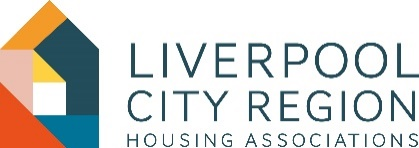 LIVERPOOL
CITY REGION
HOUSING ASSOCIATIONS